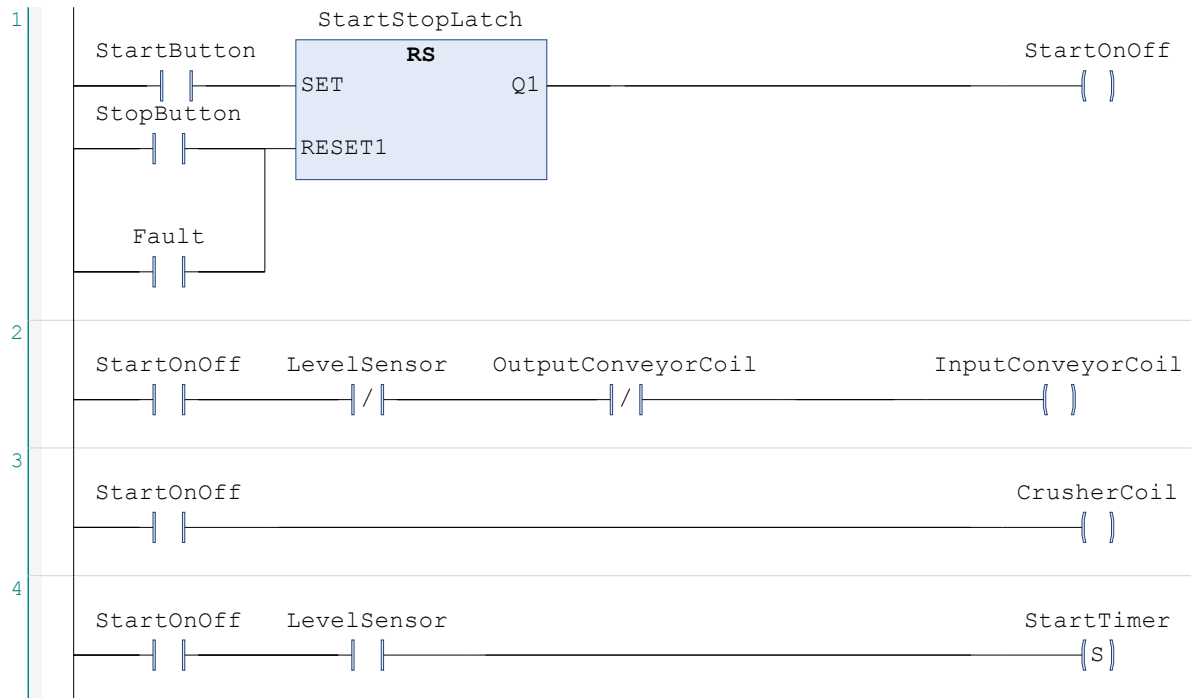 1
StartStopLatch
StartButton RS StartOnOff
SET Q1
StopButton
RESET1
Fault
2
StartOnOff LevelSensor OutputConveyorCoil InputConveyorCoil
/ /
3
StartOnOff CrusherCoil
4
StartOnOff LevelSensor StartTimer
S